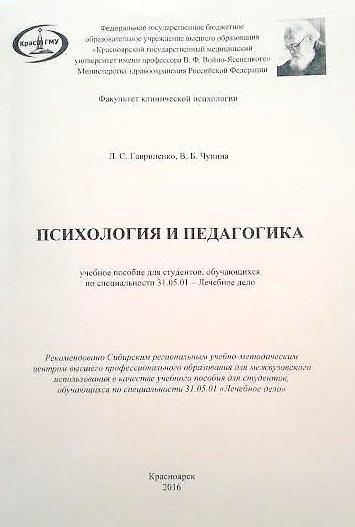 Федеральное государственное бюджетное
образовательное учреждение высшего образования
«Красноярский государственный медицинский
университет имени профессора В. Ф. Войно-Ясенецкого»
Министерства здравоохранения Российской Федерации
КрасГМУ
Факультет клинической психологии
Л. С. Гавриленко, В. Б. Чупина
ПСИХОЛОГИЯ И ПЕДАГОГИКА
учебное пособие для студентов, обучающихся
по специальности 31.05.01 – Лечебное дело
Рекомендовано Сибирским региональным учебно-методическим
центром высшего профессионального образования для межвузовского
использования в качестве учебного пособия для студентов,
обучающихся по специальности 31.05.01 «Лечебное дело»
Красноярск
2016